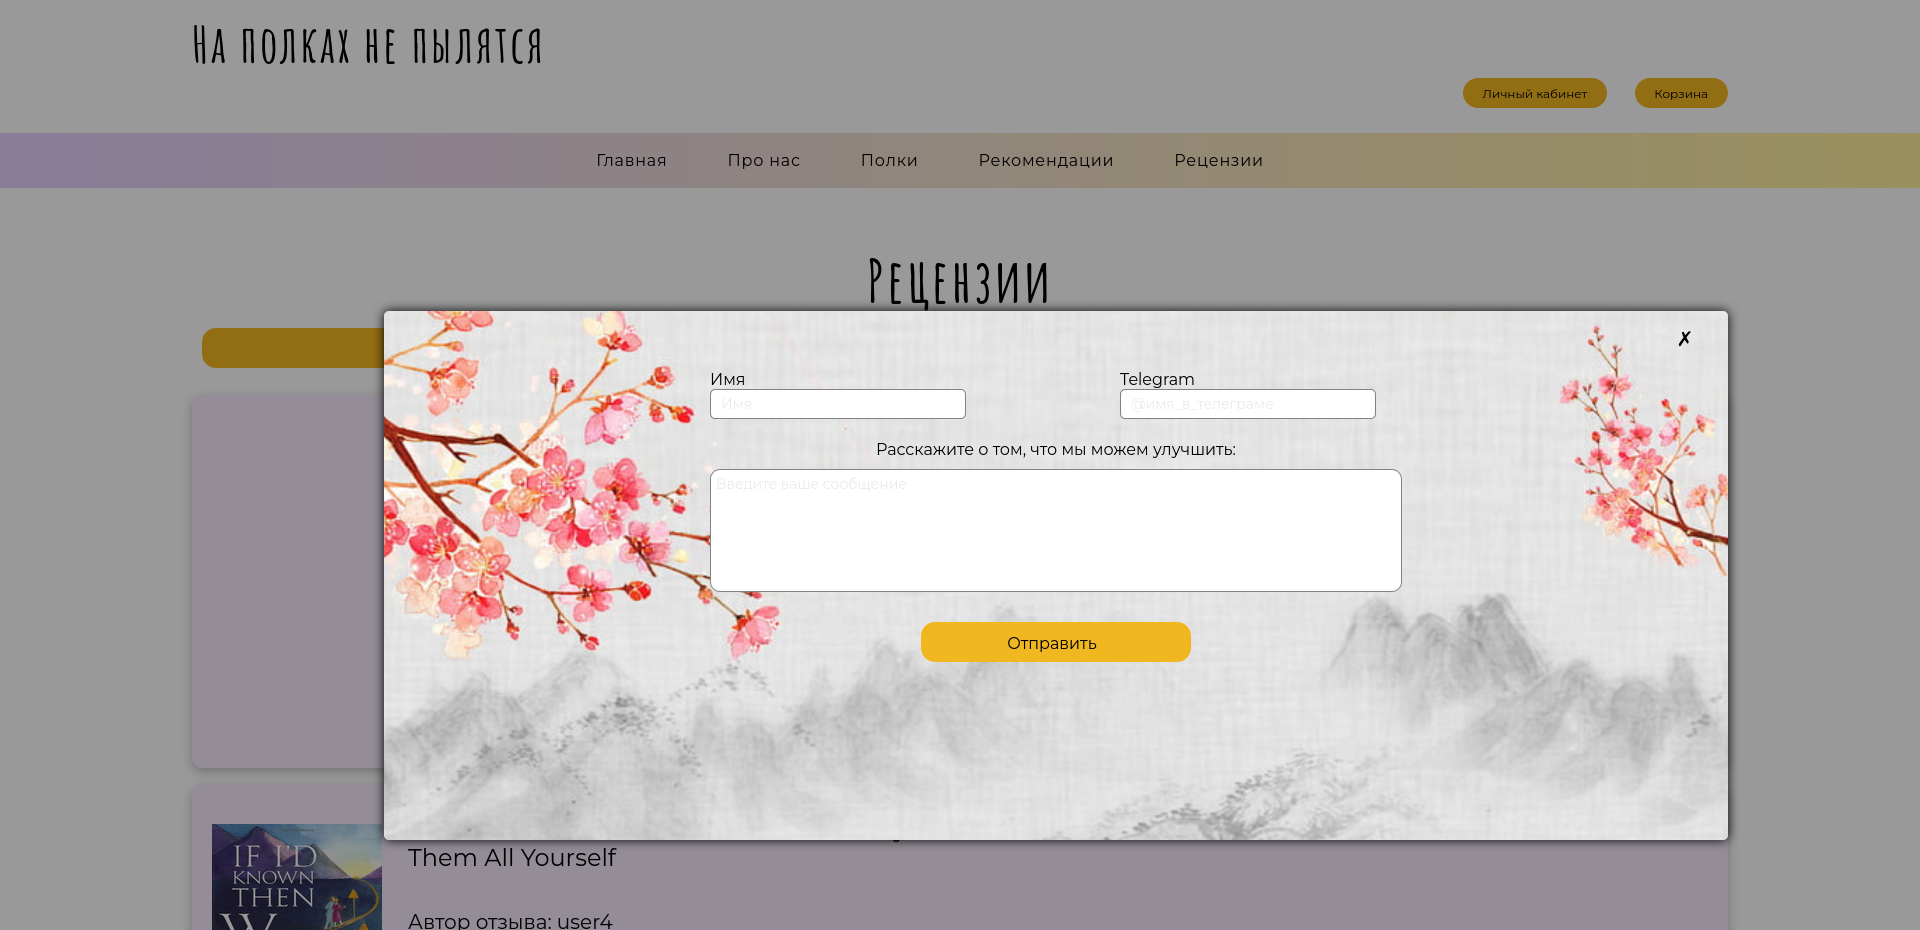 На полках не пылятся
Личный кабинет
Корзина
Главная
Про нас
Полки
Рекомендации
Рецензии
Рецензии
✗
Имя
Telegram
Имя
@имя_в_телеграме
Расскажите о том, что мы можем улучшить:
Введите ваше сообщение
Отправить
Them All Yourself
IF I'D
KNOWN
THEN
Автор отзыва: user4